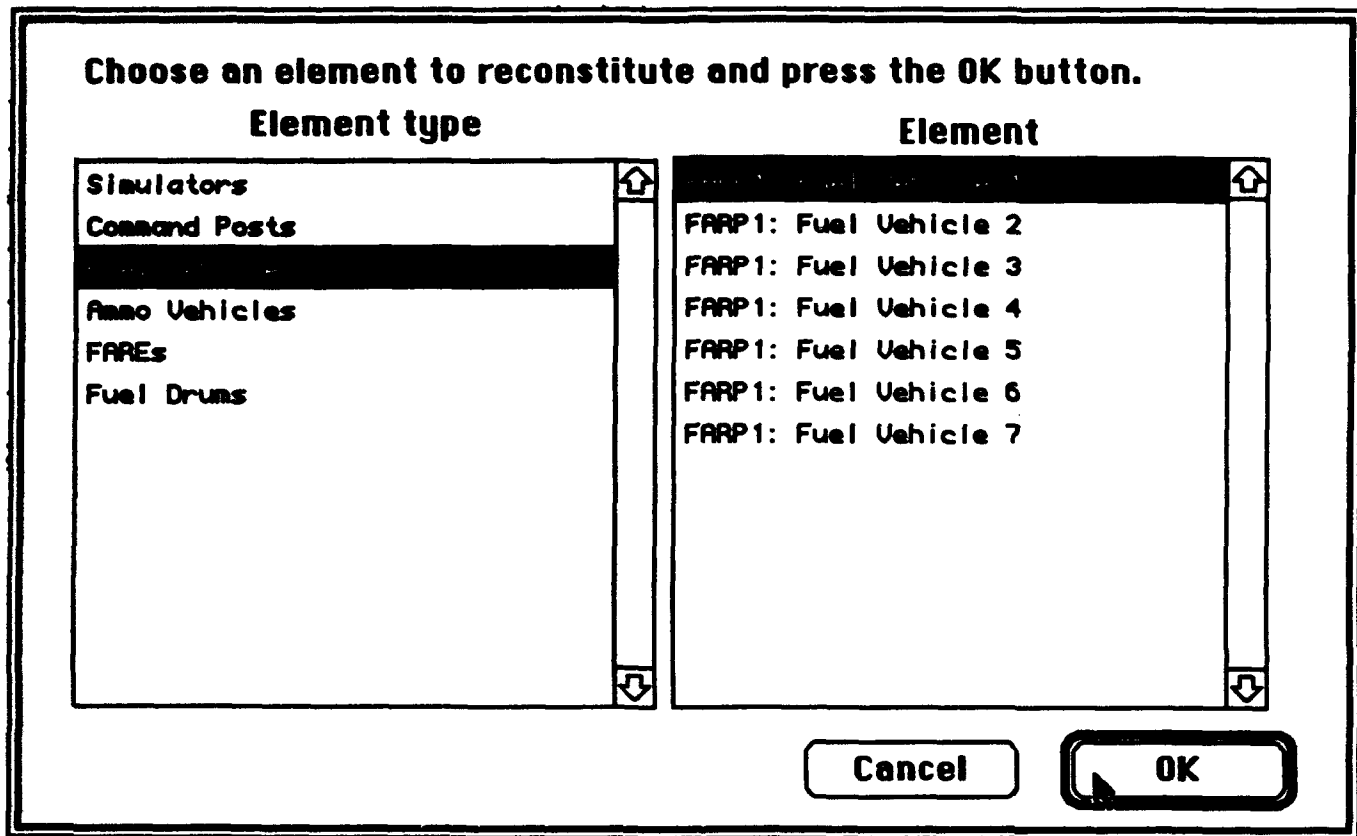 Choose an element to reconstitute and press the OK button.
Element type
Element
Simulators
Command Posts
Ammo Vehicles
FAREs
Fuel Drums
FARP1: Fuel Vehicle 2
FARP1: Fuel Vehicle 3
FARP1: Fuel Vehicle 4
FARP1: Fuel Vehicle 5
FARP1: Fuel Vehicle 6
FARP1: Fuel Vehicle 7
Cancel
OK